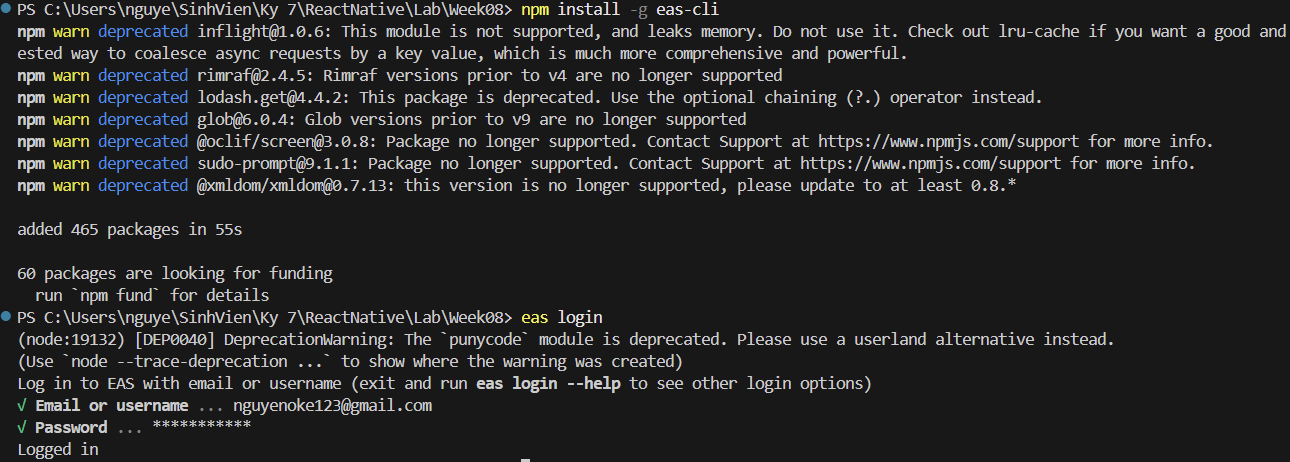 PS C:\Users\nguye\SinhVien\Ky 7\ReactNative\Lab\Week08> npm install -g eas-cli
npm warn deprecated inflight@1.0.6: This module is not supported, and leaks memory. Do not use it. Check out lru-cache if you want a good and
ested way to coalesce async requests by a key value, which is much more comprehensive and powerful.
npm warn deprecated rimraf@2.4.5: Rimraf versions prior to v4 are no longer supported
npm warn deprecated lodash.get@4.4.2: This package is deprecated. Use the optional chaining (?.) operator instead.
npm warn deprecated glob@6.0.4: Glob versions prior to v9 are no longer supported
npm warn deprecated @oclif/screen@3.0.8: Package no longer supported. Contact Support at https://www.npmjs.com/support for more info.
npm warn deprecated sudo-prompt@9.1.1: Package no longer supported. Contact Support at https://www.npmjs.com/support for more info.
npm warn deprecated @xmldom/xmldom@0.7.13: this version is no longer supported, please update to at least 0.8.*
added 465 packages in 55s
60 packages are looking for funding
  run `npm fund` for details
PS C:\Users\nguye\SinhVien\Ky 7\ReactNative\Lab\Week08> eas login
(node:19132) [DEP0040] DeprecationWarning: The `punycode` module is deprecated. Please use a userland alternative instead.
(Use `node --trace-deprecation ...` to show where the warning was created)
Log in to EAS with email or username (exit and run eas login --help to see other login options)
√ Email or username ... nguyenoke123@gmail.com
√ Password ... ***********
Logged in